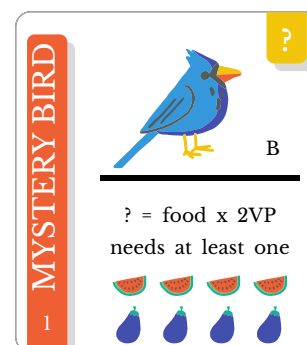 ?
MYSTERY BIRD
1
B
? = food x 2VP
needs at least one